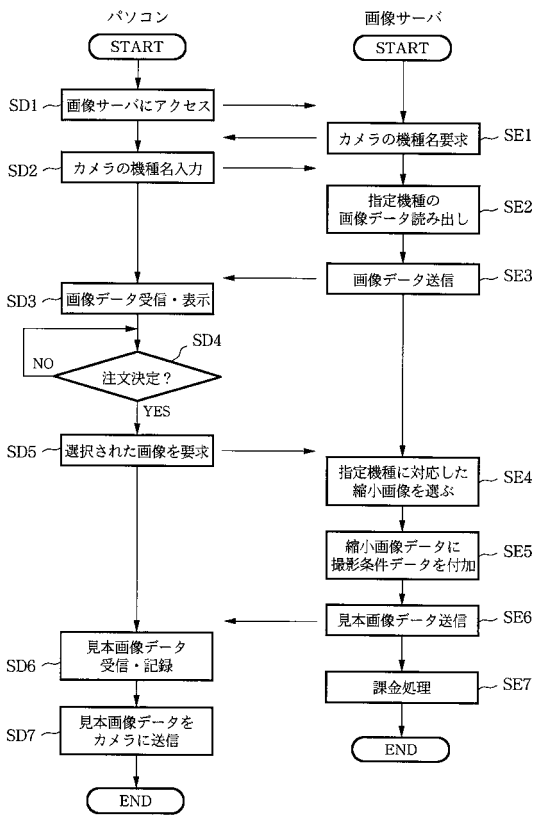 パソコン
画像サーバ
START
START
SD1
画像サーバにアクセス
カメラの機種名要求
SE1
SD2
カメラの機種名入力
指定機種の
画像データ読み出し
SE2
画像データ送信
SE3
SD3
画像データ受信・表示
SD4
NO
注文決定？
YES
SD5
選択された画像を要求
指定機種に対応した
縮小画像を選ぶ
SE4
縮小画像データに
撮影条件データを付加
SE5
見本画像データ送信
SE6
SD6
見本画像データ
受信・記録
課金処理
SE7
SD7
見本画像データを
カメラに送信
END
END